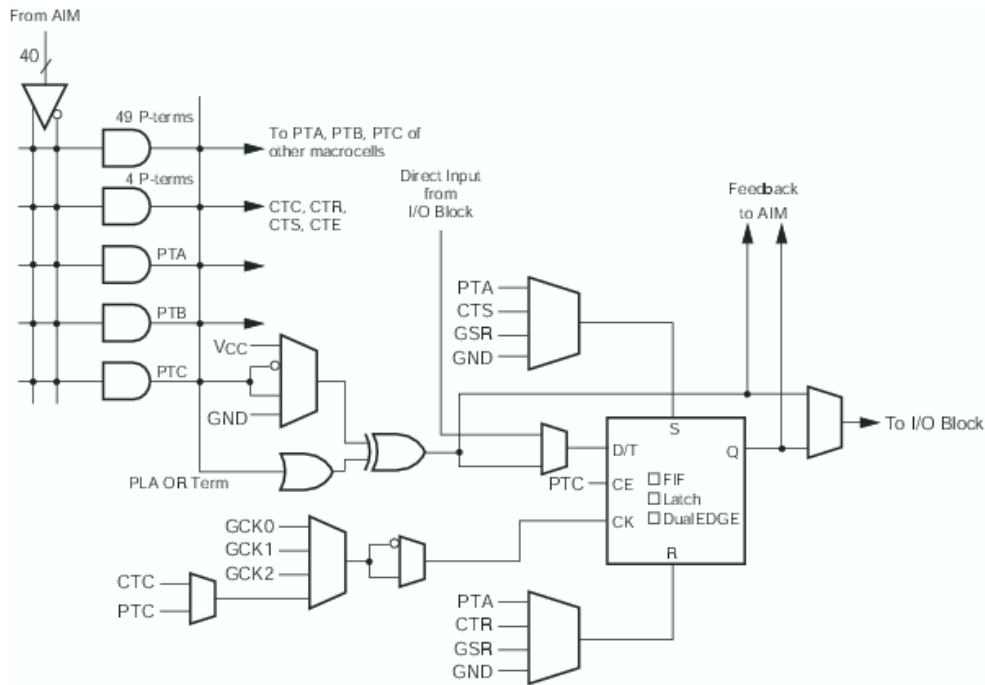 From AIM
40
49 P-terms
To PTA, PTB, PTC of
other macrocells
4 P-terms
CTC, CTR,
CTS, CTE
PTA
PTB
PTC
Direct Input
from
I/O Block
Feedback
to AIM
PTA
CTS
GSR
GND
VCC
GND
PLA OR Term
To I/O Block
S
D/T
Q
PTC
CE
FIF
Latch
DualEDGE
CK
R
GCK0
GCK1
GCK2
CTC
PTC
PTA
CTR
GSR
GND